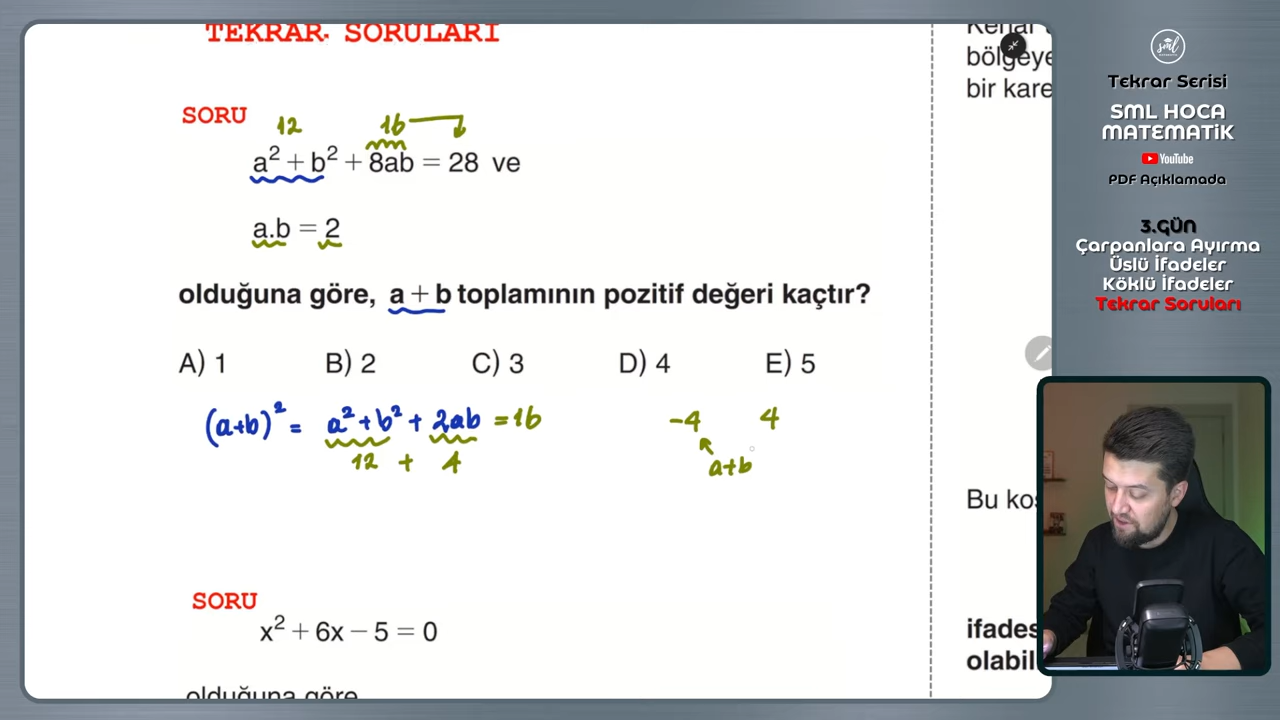 TEKRAR SORULARI
SORU
12 16
a² + b² + 8ab = 28 ve
a.b = 2
olduğuna göre, a + b toplamının pozitif değeri kaçtır?
A) 1 B) 2 C) 3 D) 4 E) 5
(a+b)² = a² + b² + 2ab = 16
12 + 4
-4 4
a+b
SORU
x² + 6x − 5 = 0
olduğuna göre
bölgeye
bir kare
Bu
ifades
olabil
sml
Tekrar Serisi
SML HOCA
MATEMATİK
YouTube
PDF Açıklamada
3.GÜN
Çarpanlara Ayırma
Üslü İfadeler
Köklü İfadeler
Tekrar Soruları